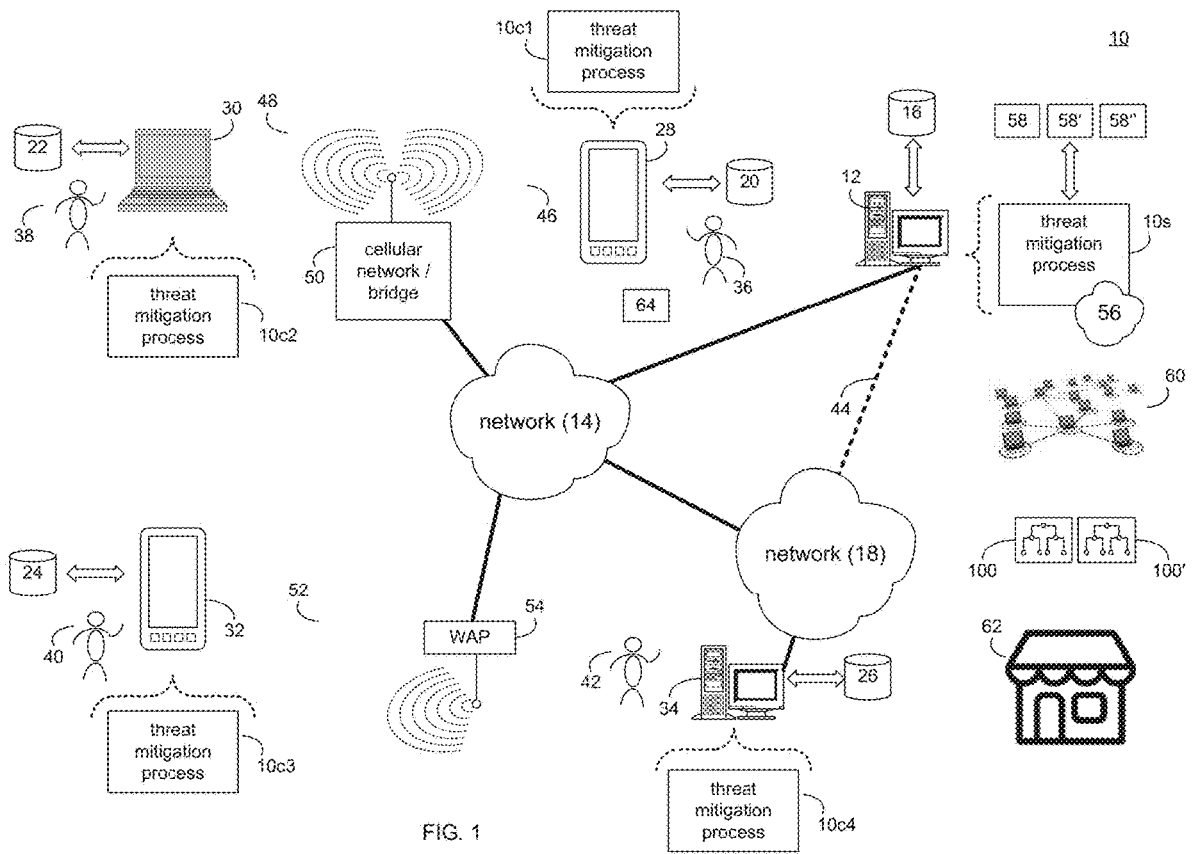 10
10c1
threat
mitigation
process
30
48
28
16
58
58'
58"
22
20
12
threat
mitigation
process
10s
38
46
50
cellular
network /
bridge
36
64
56
threat
mitigation
process
10c2
44
60
network (14)
network (18)
100
100'
24
32
52
54
WAP
62
40
42
34
26
threat
mitigation
process
10c3
threat
mitigation
process
10c4
FIG. 1